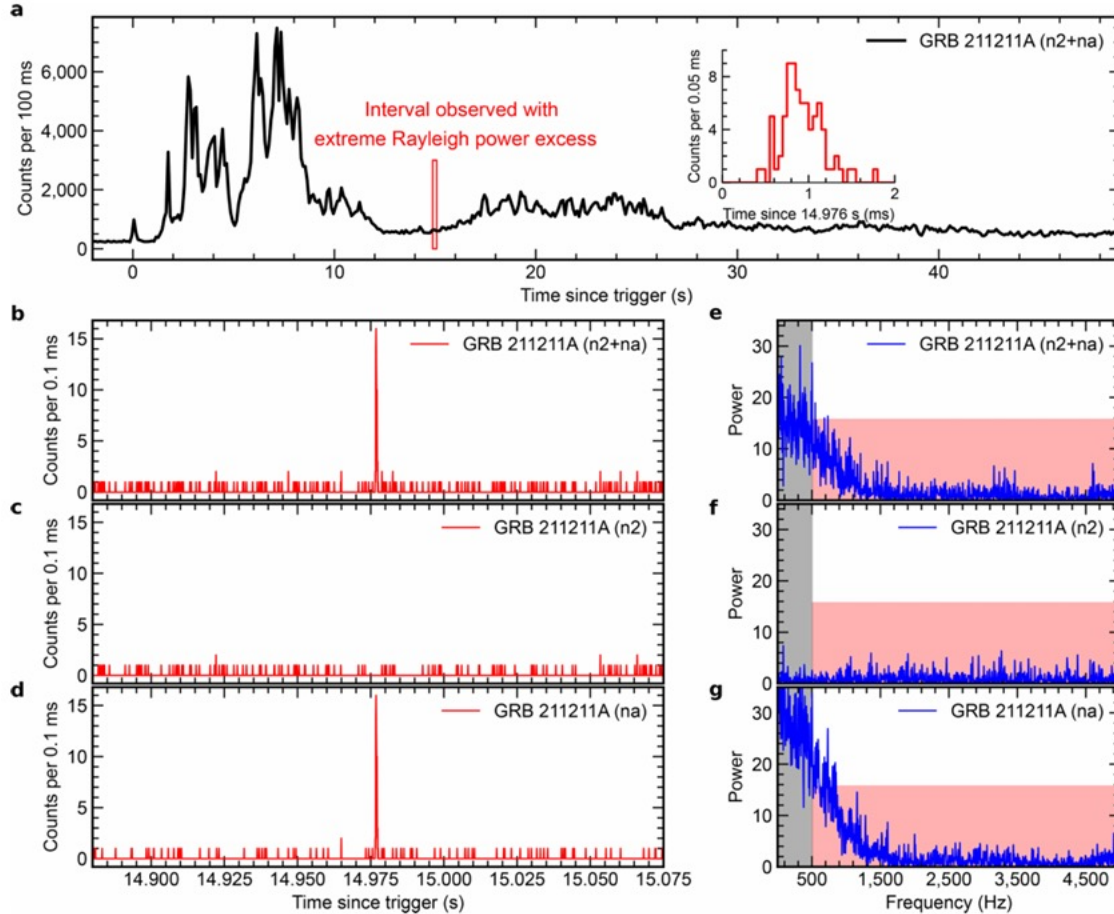 a
GRB 211211A (n2+na)
Counts per 100 ms
6,000
4,000
2,000
0
Interval observed with
extreme Rayleigh power excess
Counts per 0.05 ms
8
4
0
0 2
Time since 14.976 s (ms)
0 10 20 30 40
Time since trigger (s)
b
GRB 211211A (n2+na)
Counts per 0.1 ms
15
10
5
0
c
GRB 211211A (n2)
Counts per 0.1 ms
15
10
5
0
d
GRB 211211A (na)
Counts per 0.1 ms
15
10
5
0
14.900 14.925 14.950 14.975 15.000 15.025 15.050 15.075
Time since trigger (s)
e
GRB 211211A (n2+na)
Power
30
20
10
0
f
GRB 211211A (n2)
Power
30
20
10
0
g
GRB 211211A (na)
Power
30
20
10
0
500 1,500 2,500 3,500 4,500
Frequency (Hz)